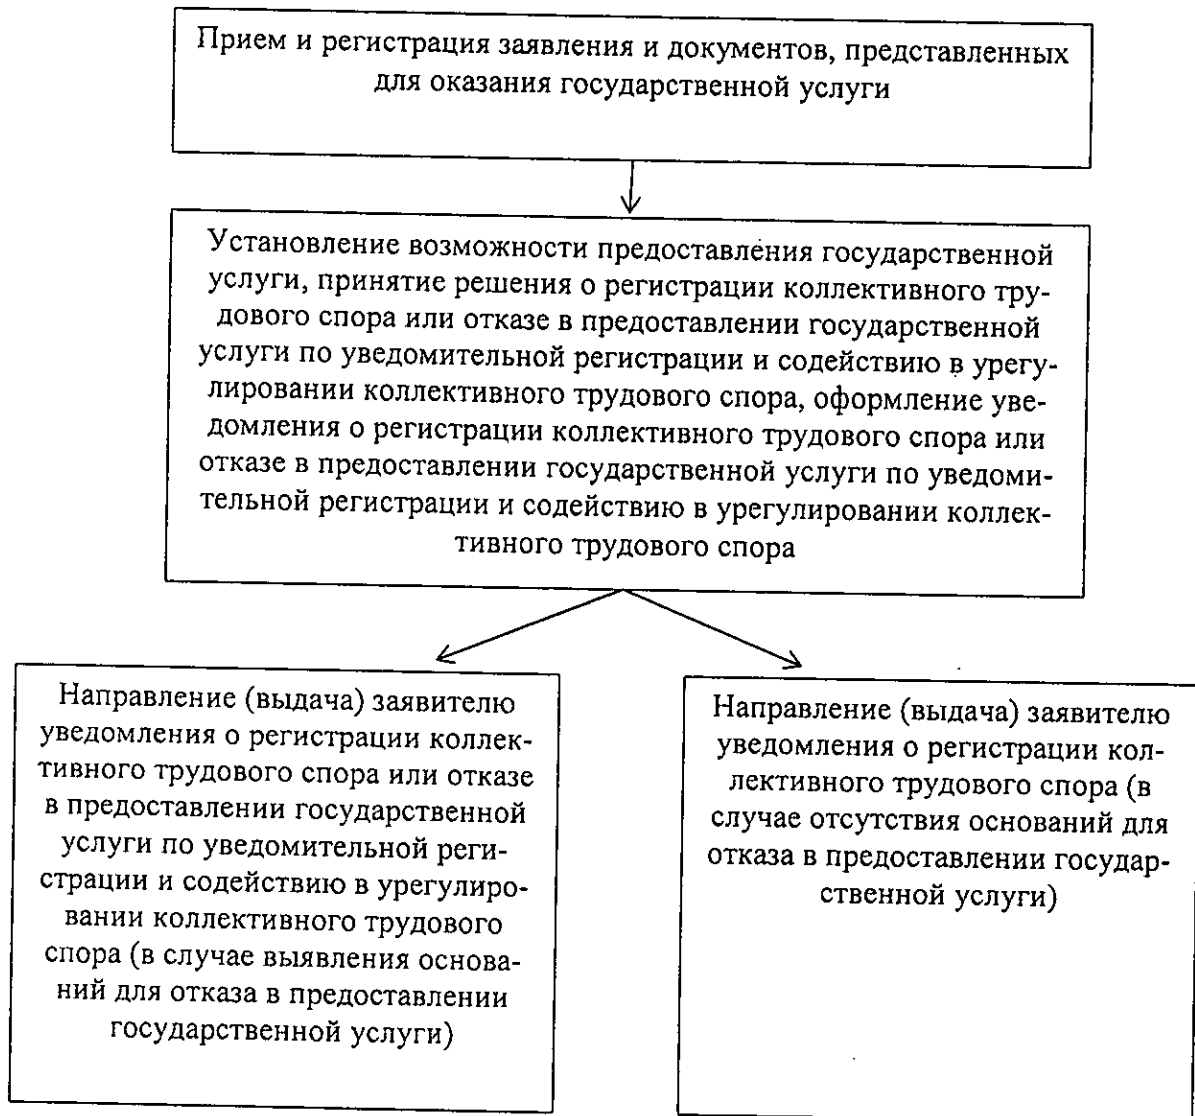 Прием и регистрация заявления и документов, представленных
для оказания государственной услуги
Установление возможности предоставления государственной
услуги, принятие решения о регистрации коллективного тру-
дового спора или отказе в предоставлении государственной
услуги по уведомительной регистрации и содействию в урегу-
лировании коллективного трудового спора, оформление уве-
домления о регистрации коллективного трудового спора или
отказе в предоставлении государственной услуги по уведоми-
тельной регистрации и содействию в урегулировании коллек-
тивного трудового спора
Направление (выдача) заявителю
уведомления о регистрации коллек-
тивного трудового спора или отказе
в предоставлении государственной
услуги по уведомительной реги-
страции и содействию в урегулиро-
вании коллективного трудового
спора (в случае выявления основа-
ний для отказа в предоставлении
государственной услуги)
Направление (выдача) заявителю
уведомления о регистрации кол-
лективного трудового спора (в
случае отсутствия оснований для
отказа в предоставлении государ-
ственной услуги)